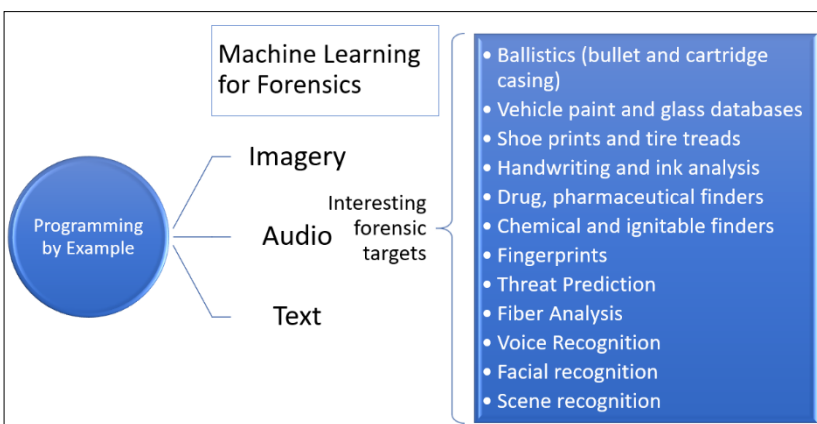 Machine Learning
for Forensics
Programming
by Example
Imagery
Audio
Text
Interesting
forensic
targets
• Ballistics (bullet and cartridge
casing)
• Vehicle paint and glass databases
• Shoe prints and tire treads
• Handwriting and ink analysis
• Drug, pharmaceutical finders
• Chemical and ignitable finders
• Fingerprints
• Threat Prediction
• Fiber Analysis
• Voice Recognition
• Facial recognition
• Scene recognition